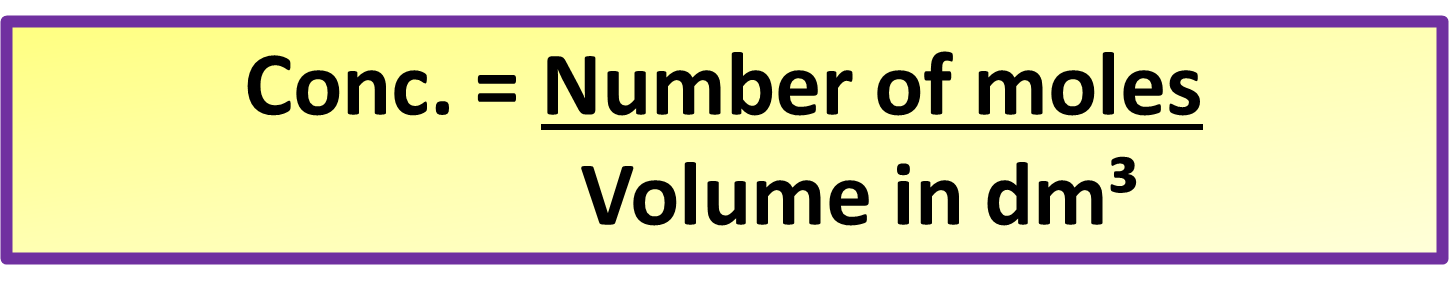 Conc. = Number of moles
Volume in dm³